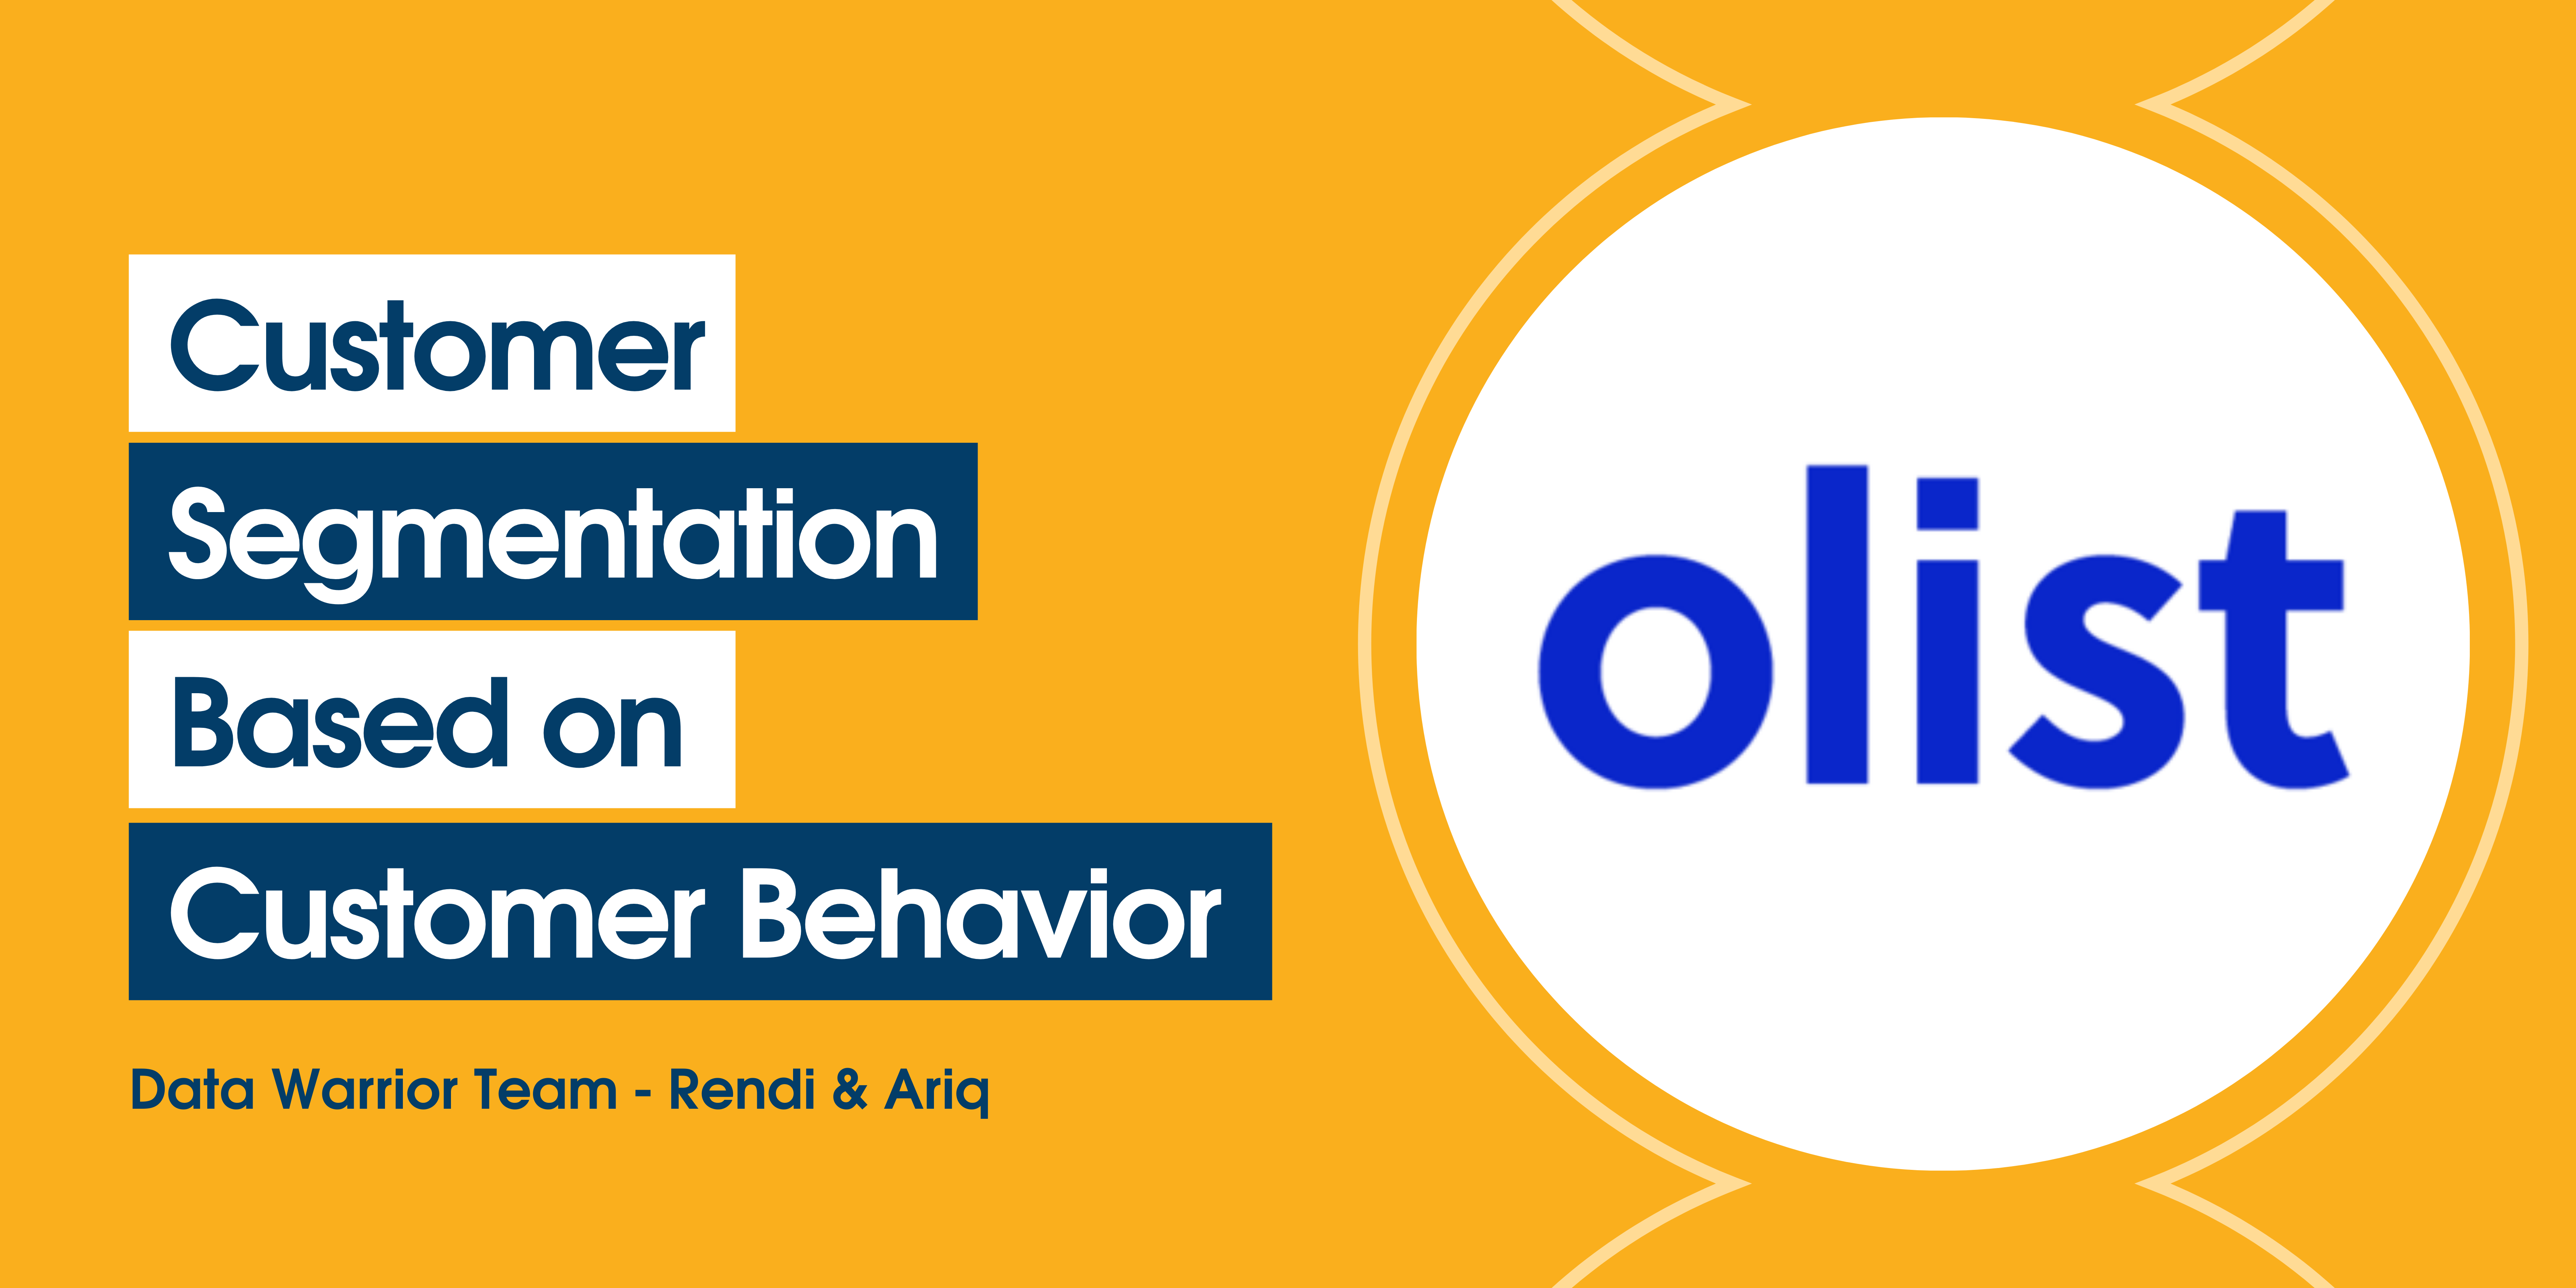 Customer
Segmentation
Based on
Customer Behavior
Data Warrior Team - Rendi & Ariq
olist